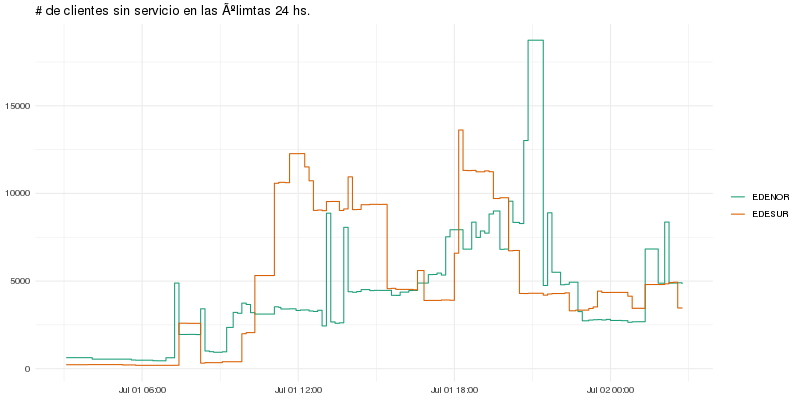 # de clientes sin servicio en las Ãºlimtas 24 hs.
15000
10000
5000
0
EDENOR
EDESUR
Jul 01 06:00
Jul 01 12:00
Jul 01 18:00
Jul 02 00:00